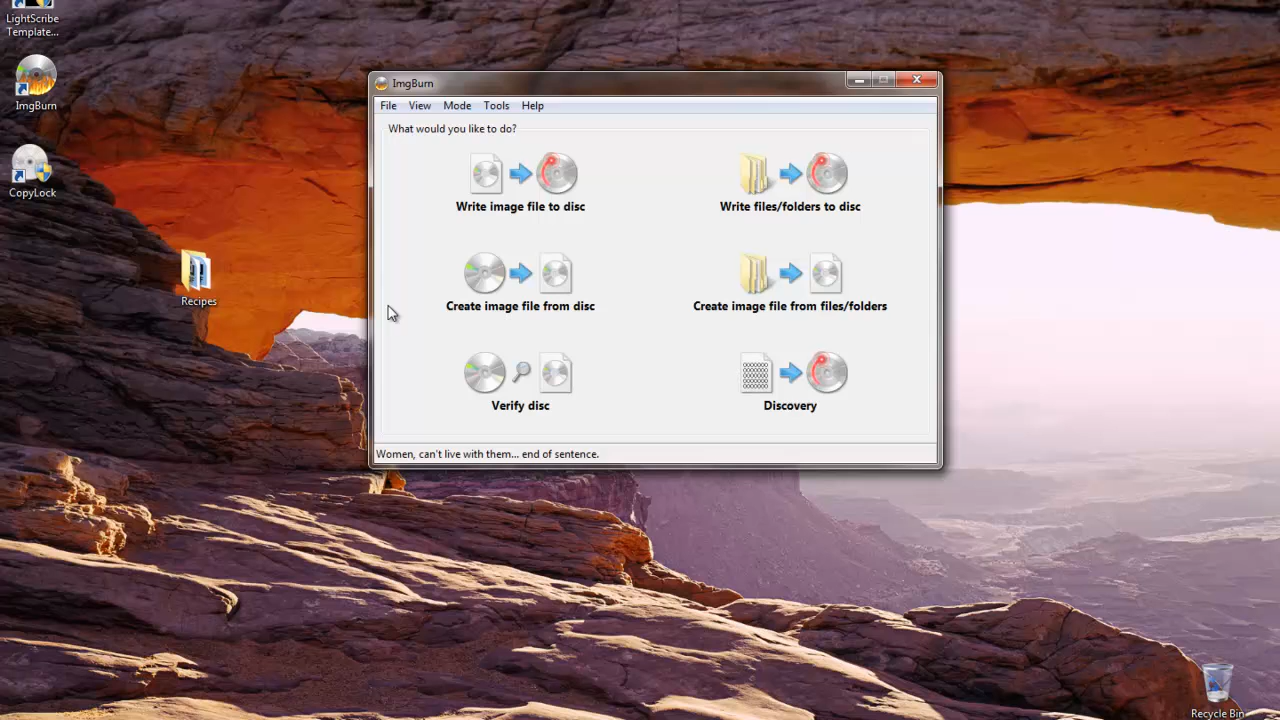 LightScribe
Template...
ImgBurn
CopyLock
Recipes
ImgBurn
File View Mode Tools Help
What would you like to do?
Write image file to disc
Write files/folders to disc
Create image file from disc
Create image file from files/folders
Verify disc
Discovery
Women, can't live with them... end of sentence.
Recycle Bin